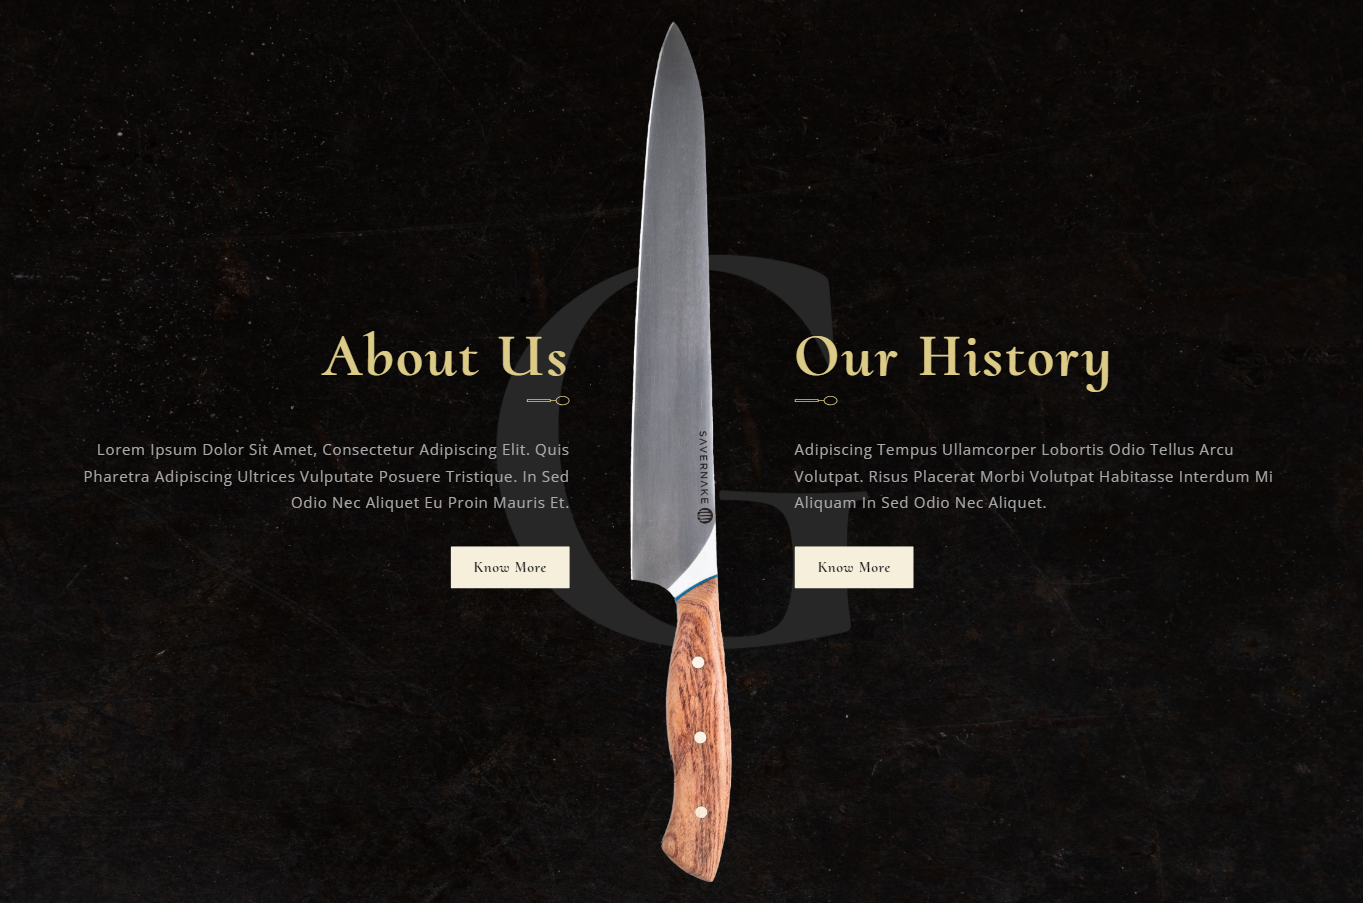 About Us
Lorem Ipsum Dolor Sit Amet, Consectetur Adipiscing Elit. Quis
Pharetra Adipiscing Ultrices Vulputate Posuere Tristique. In Sed
Odio Nec Aliquet Eu Proin Mauris Et.
Know More
G
SAVERNAKE
Our History
Adipiscing Tempus Ullamcorper Lobortis Odio Tellus Arcu
Volutpat. Risus Placerat Morbi Volutpat Habitasse Interdum Mi
Aliquam In Sed Odio Nec Aliquet.
Know More